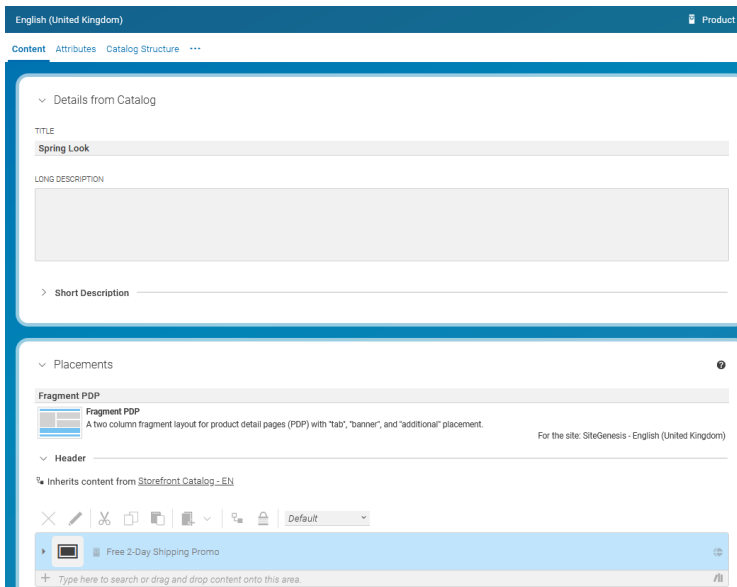 English (United Kingdom)
Product
Content Attributes Catalog Structure ···
Details from Catalog
TITLE
Spring Look
LONG DESCRIPTION
Short Description
Placements
Fragment PDP
Fragment PDP
A two column fragment layout for product detail pages (PDP) with "tab", "banner", and "additional" placement.
For the site: SiteGenesis - English (United Kingdom)
Header
Inherits content from Storefront Catalog - EN
Default
Free 2-Day Shipping Promo
Type here to search or drag and drop content onto this area.